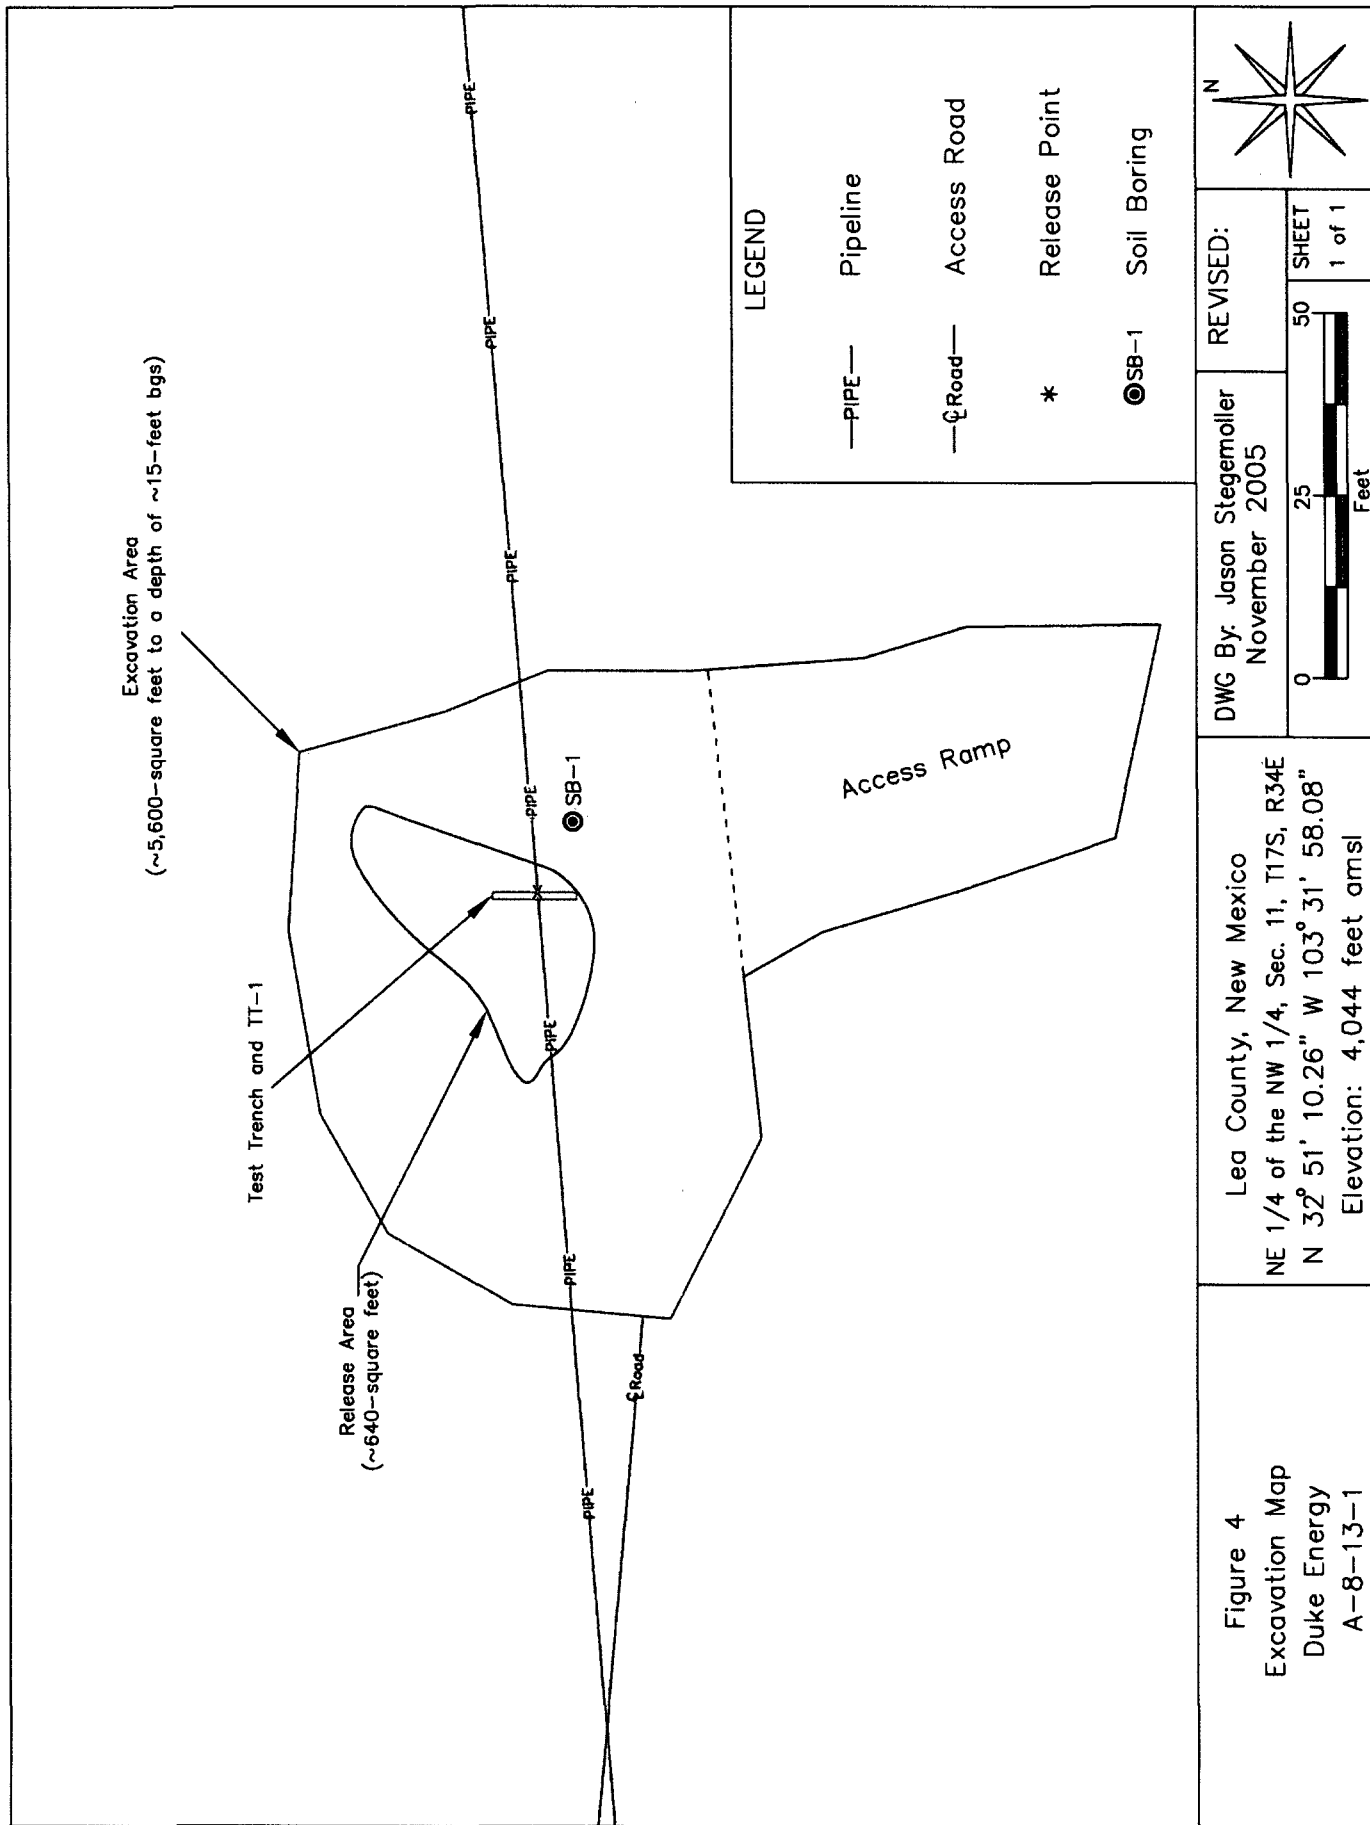 Excavation Area
(~5,600-square feet to a depth of ~15-feet bgs)
Test Trench and TT-1
Release Area
(~640-square feet)
PIPE
PIPE
PIPE
PIPE
PIPE
PIPE
PIPE
SB-1
℄ Road
Access Ramp
LEGEND
PIPE Pipeline
℄ Road Access Road
* Release Point
SB-1 Soil Boring
Figure 4
Excavation Map
Duke Energy
A-8-13-1
Lea County, New Mexico
NE 1/4 of the NW 1/4, Sec. 11, T17S, R34E
N 32° 51' 10.26" W 103° 31' 58.08"
Elevation: 4,044 feet amsl
DWG By: Jason Stegemoller
November 2005
REVISED:
0 25 50
Feet
SHEET
1 of 1
N